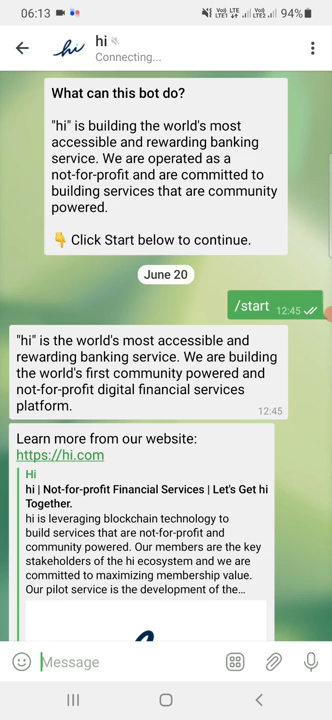 06:13 Vo)) LTE1 LTE Vo)) LTE2 94%
hi
hi
Connecting...
What can this bot do?
"hi" is building the world's most
accessible and rewarding banking
service. We are operated as a
not-for-profit and are committed to
building services that are community
powered.
👇 Click Start below to continue.
June 20
/start 12:45
"hi" is the world's most accessible and
rewarding banking service. We are building
the world's first community powered and
not-for-profit digital financial services
platform.
12:45
Learn more from our website:
https://hi.com
Hi
hi | Not-for-profit Financial Services | Let's Get hi
Together.
hi is leveraging blockchain technology to
build services that are not-for-profit and
community powered. Our members are the key
stakeholders of the hi ecosystem and we are
committed to maximizing membership value.
Our pilot service is the development of the...
Message